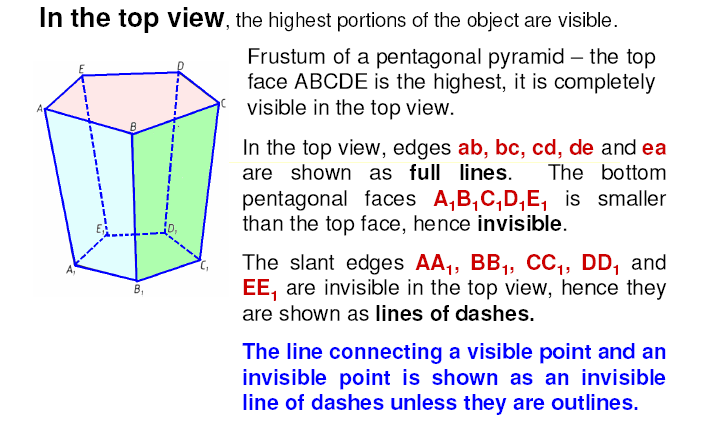 In the top view, the highest portions of the object are visible.
Frustum of a pentagonal pyramid – the top
face ABCDE is the highest, it is completely
visible in the top view.
In the top view, edges ab, bc, cd, de and ea
are shown as full lines. The bottom
pentagonal faces A₁B₁C₁D₁E₁ is smaller
than the top face, hence invisible.
The slant edges AA₁, BB₁, CC₁, DD₁ and
EE₁ are invisible in the top view, hence they
are shown as lines of dashes.
The line connecting a visible point and an
invisible point is shown as an invisible
line of dashes unless they are outlines.
E
D
A
C
B
E₁
D₁
A₁
C₁
B₁